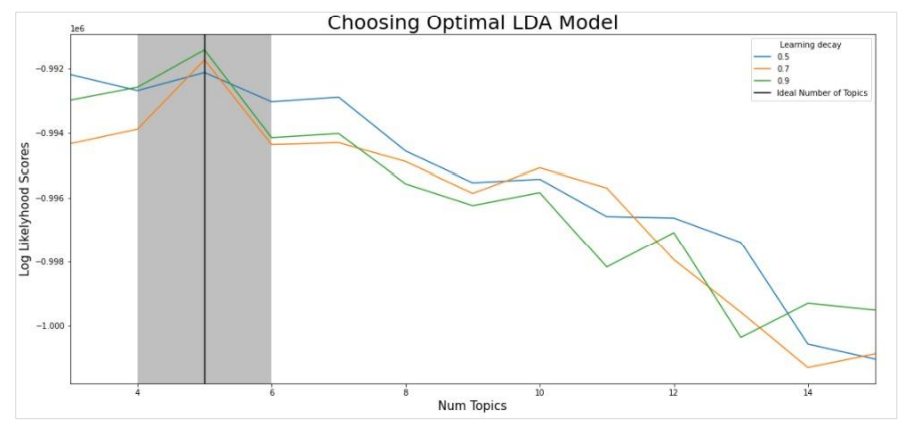 Choosing Optimal LDA Model
1e6
Learning decay
0.5
0.7
0.9
Ideal Number of Topics
−0.992
−0.994
−0.996
−0.998
−1.000
Log Likelyhood Scores
4
6
8
10
12
14
Num Topics